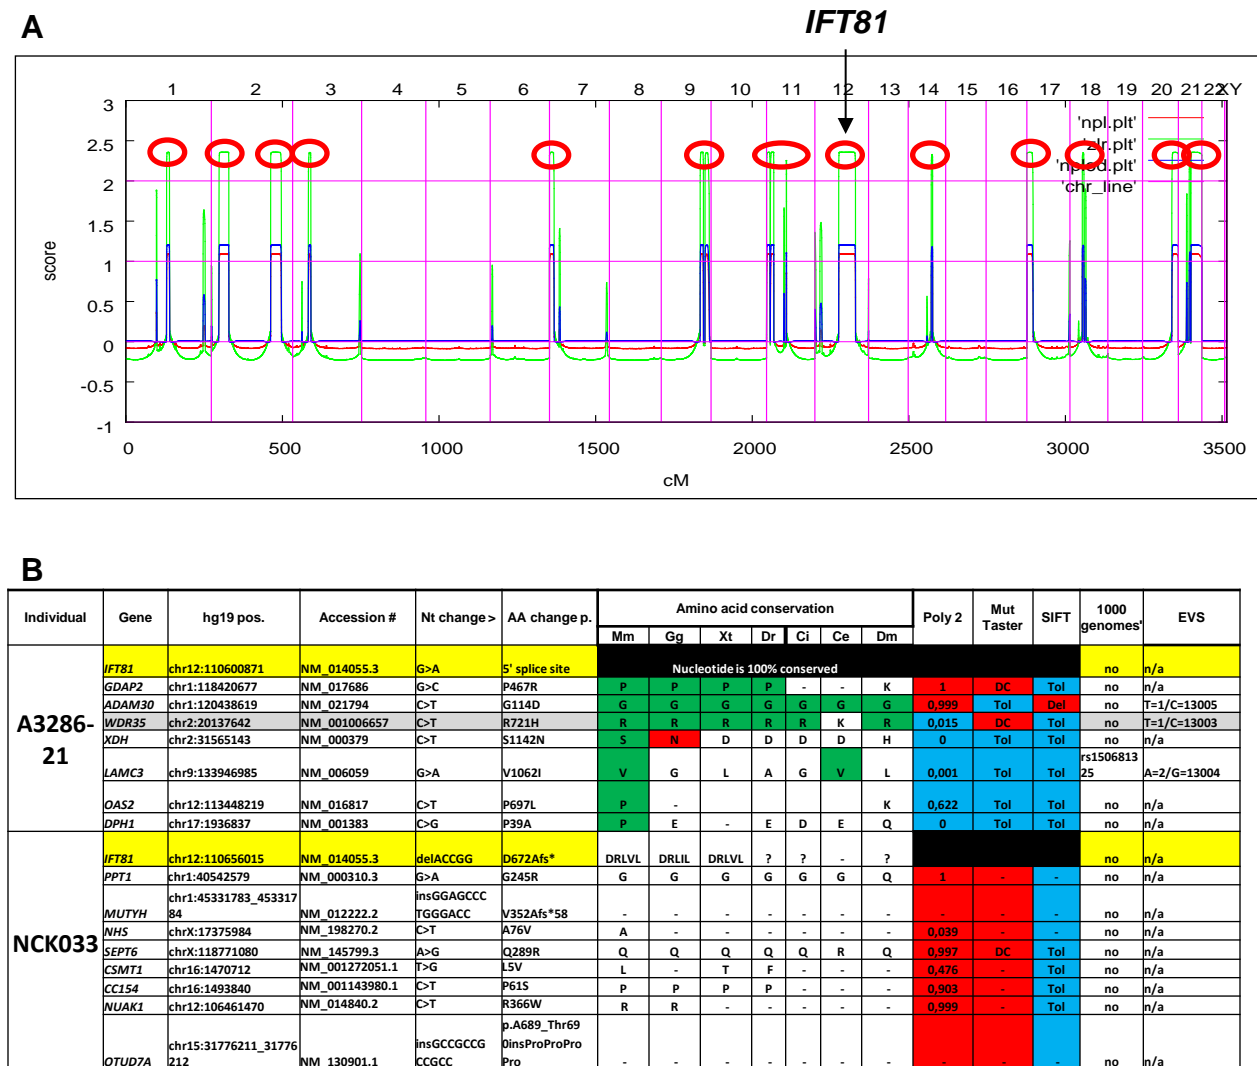 A
IFT81
1 2 3 4 5 6 7 8 9 10 11 12 13 14 15 16 17 18 19 20 21 22 XY
3
2.5
2
1.5
1
0.5
0
-0.5
-1
score
'npl.plt'
'zlr.plt'
'nplod.plt'
'chr_line'
0 500 1000 1500 2000 2500 3000 3500
cM
B
Individual Gene hg19 pos. Accession # Nt change > AA change p. Amino acid conservation Poly 2 Mut Taster SIFT 1000 genomes' EVS
Mm Gg Xt Dr Ci Ce Dm
A3286-21
IFT81 chr12:110600871 NM_014055.3 G>A 5' splice site Nucleotide is 100% conserved no n/a
GDAP2 chr1:118420677 NM_017686 G>C P467R P P P P - - K 1 DC Tol no n/a
ADAM30 chr1:120438619 NM_021794 C>T G114D G G G G G G G 0,999 Tol Del no T=1/C=13005
WDR35 chr2:20137642 NM_001006657 C>T R721H R R R R R K R 0,015 DC Tol no T=1/C=13003
XDH chr2:31565143 NM_000379 C>T S1142N S N D D D D H 0 Tol Tol no n/a
LAMC3 chr9:133946985 NM_006059 G>A V1062I V G L A G V L 0,001 Tol Tol rs150681325 A=2/G=13004
OAS2 chr12:113448219 NM_016817 C>T P697L P - K 0,622 Tol Tol no n/a
DPH1 chr17:1936837 NM_001383 C>G P39A P E - E D E Q 0 Tol Tol no n/a
NCK033
IFT81 chr12:110656015 NM_014055.3 delACCGG D672Afs* DRLVL DRLIL DRLVL ? ? - ? no n/a
PPT1 chr1:40542579 NM_000310.3 G>A G245R G G G G G G Q 1 - - no n/a
MUTYH chr1:45331783_45331784 NM_012222.2 insGGAGCCCTGGGACC V352Afs*58 - - - - - - - - - - no n/a
NHS chrX:17375984 NM_198270.2 C>T A76V A - - - - - - 0,039 - - no n/a
SEPT6 chrX:118771080 NM_145799.3 A>G Q289R Q Q Q Q Q R Q 0,997 DC Tol no n/a
CSMT1 chr16:1470712 NM_001272051.1 T>G L5V L - T F - - - 0,476 - Tol no n/a
CC154 chr16:1493840 NM_001143980.1 C>T P61S P P P P - - - 0,903 - Tol no n/a
NUAK1 chr12:106461470 NM_014840.2 C>T R366W R R - - - - - 0,999 - Tol no n/a
OTUD7A chr15:31776211_31776212 NM_130901.1 insGCCGCCGCCGCC p.A689_Thr690insProProProPro - - - - - - - - - - no n/a